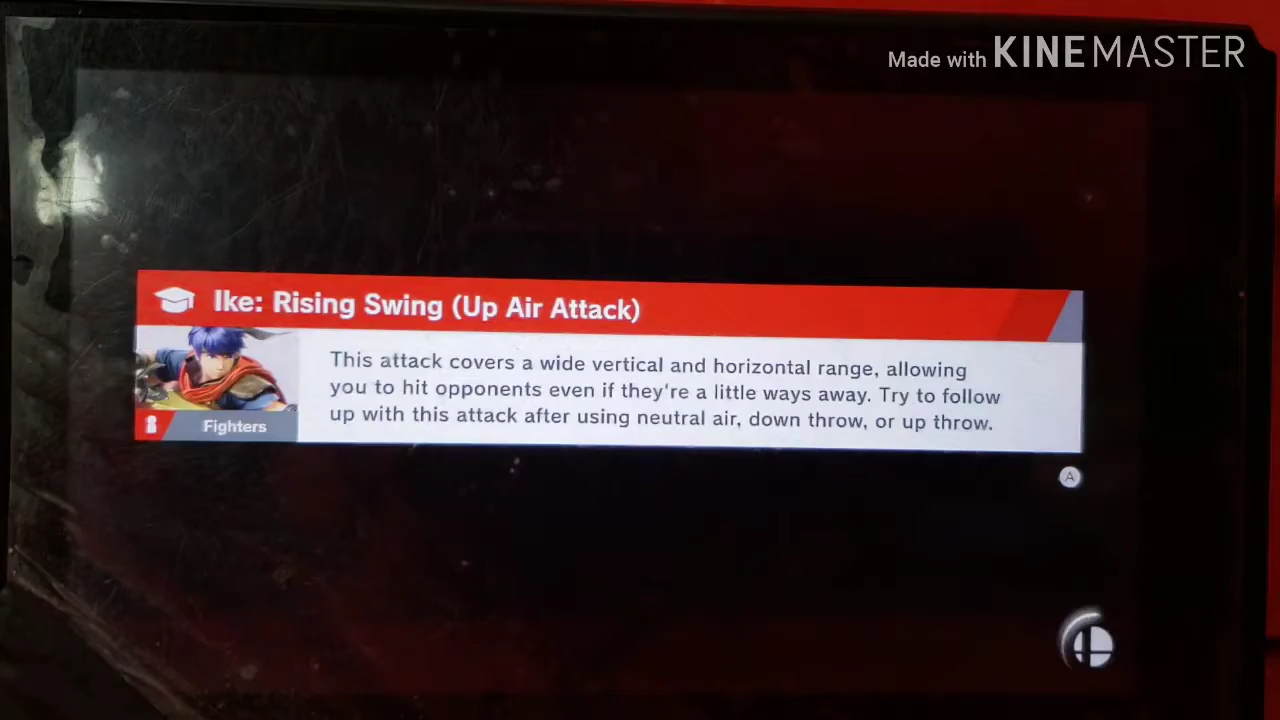 Made with KINEMASTER
Ike: Rising Swing (Up Air Attack)
This attack covers a wide vertical and horizontal range, allowing
you to hit opponents even if they're a little ways away. Try to follow
up with this attack after using neutral air, down throw, or up throw.
Fighters
A